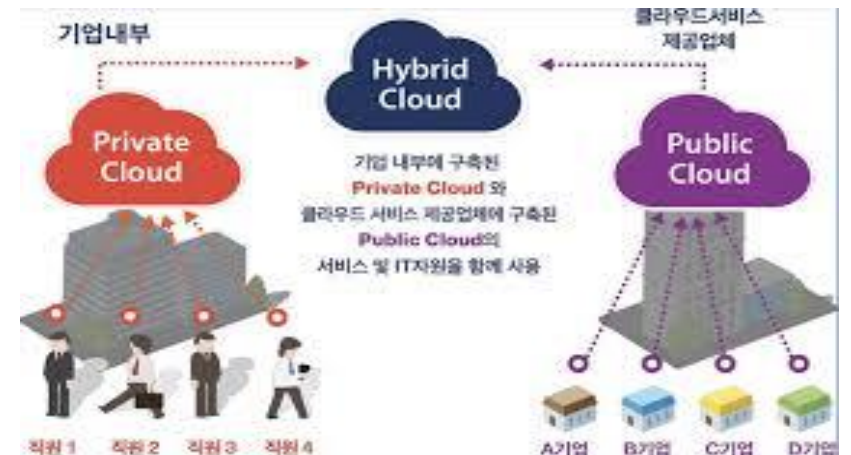 기업내부
클라우드서비스
제공업체
Hybrid
Cloud
Private
Cloud
Public
Cloud
기업 내부에 구축된
Private Cloud 와
클라우드 서비스 제공업체에 구축된
Public Cloud의
서비스 및 IT자원을 함께 사용
직원 1
직원 2
직원 3
직원 4
A기업
B기업
C기업
D기업